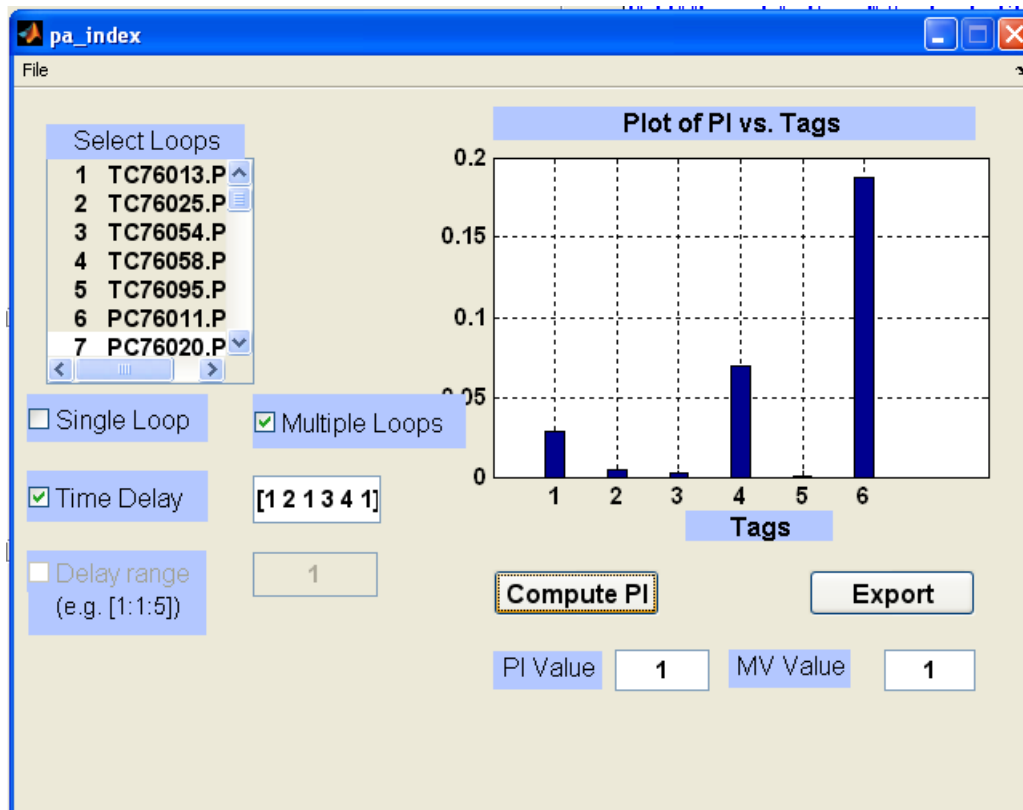 pa_index
File
Select Loops
1 TC76013.P
2 TC76025.P
3 TC76054.P
4 TC76058.P
5 TC76095.P
6 PC76011.P
7 PC76020.P
Single Loop
Multiple Loops
Time Delay
[1 2 1 3 4 1]
Delay range
(e.g. [1:1:5])
1
Plot of PI vs. Tags
0.2
0.15
0.1
0.05
0
1 2 3 4 5 6
Tags
Compute PI
Export
PI Value
1
MV Value
1